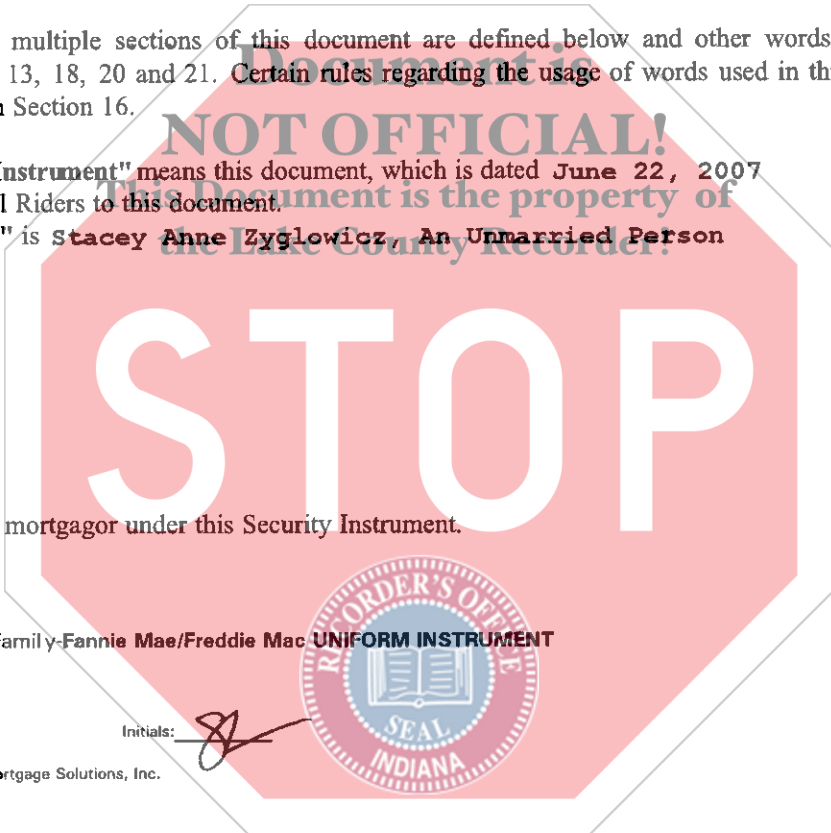 multiple sections of this document are defined below and other words
13, 18, 20 and 21. Certain rules regarding the usage of words used in th
Section 16.
Document is
NOT OFFICIAL!
This Document is the property of
the Lake County Recorder!
Instrument" means this document, which is dated June 22, 2007
l Riders to this document.
" is Stacey Anne Zyglowicz, An Unmarried Person
STOP
mortgagor under this Security Instrument.
RECORDER'S OFFICE
SEAL
INDIANA
Family-Fannie Mae/Freddie Mac UNIFORM INSTRUMENT
Initials:
ortgage Solutions, Inc.